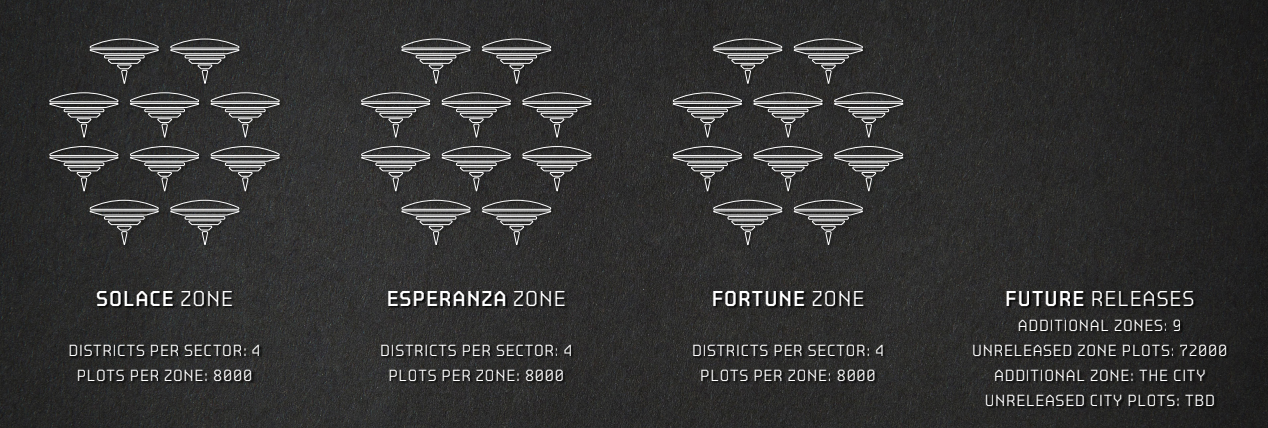 SOLACE ZONE
DISTRICTS PER SECTOR: 4
PLOTS PER ZONE: 8000
ESPERANZA ZONE
DISTRICTS PER SECTOR: 4
PLOTS PER ZONE: 8000
FORTUNE ZONE
DISTRICTS PER SECTOR: 4
PLOTS PER ZONE: 8000
FUTURE RELEASES
ADDITIONAL ZONES: 9
UNRELEASED ZONE PLOTS: 72000
ADDITIONAL ZONE: THE CITY
UNRELEASED CITY PLOTS: TBD